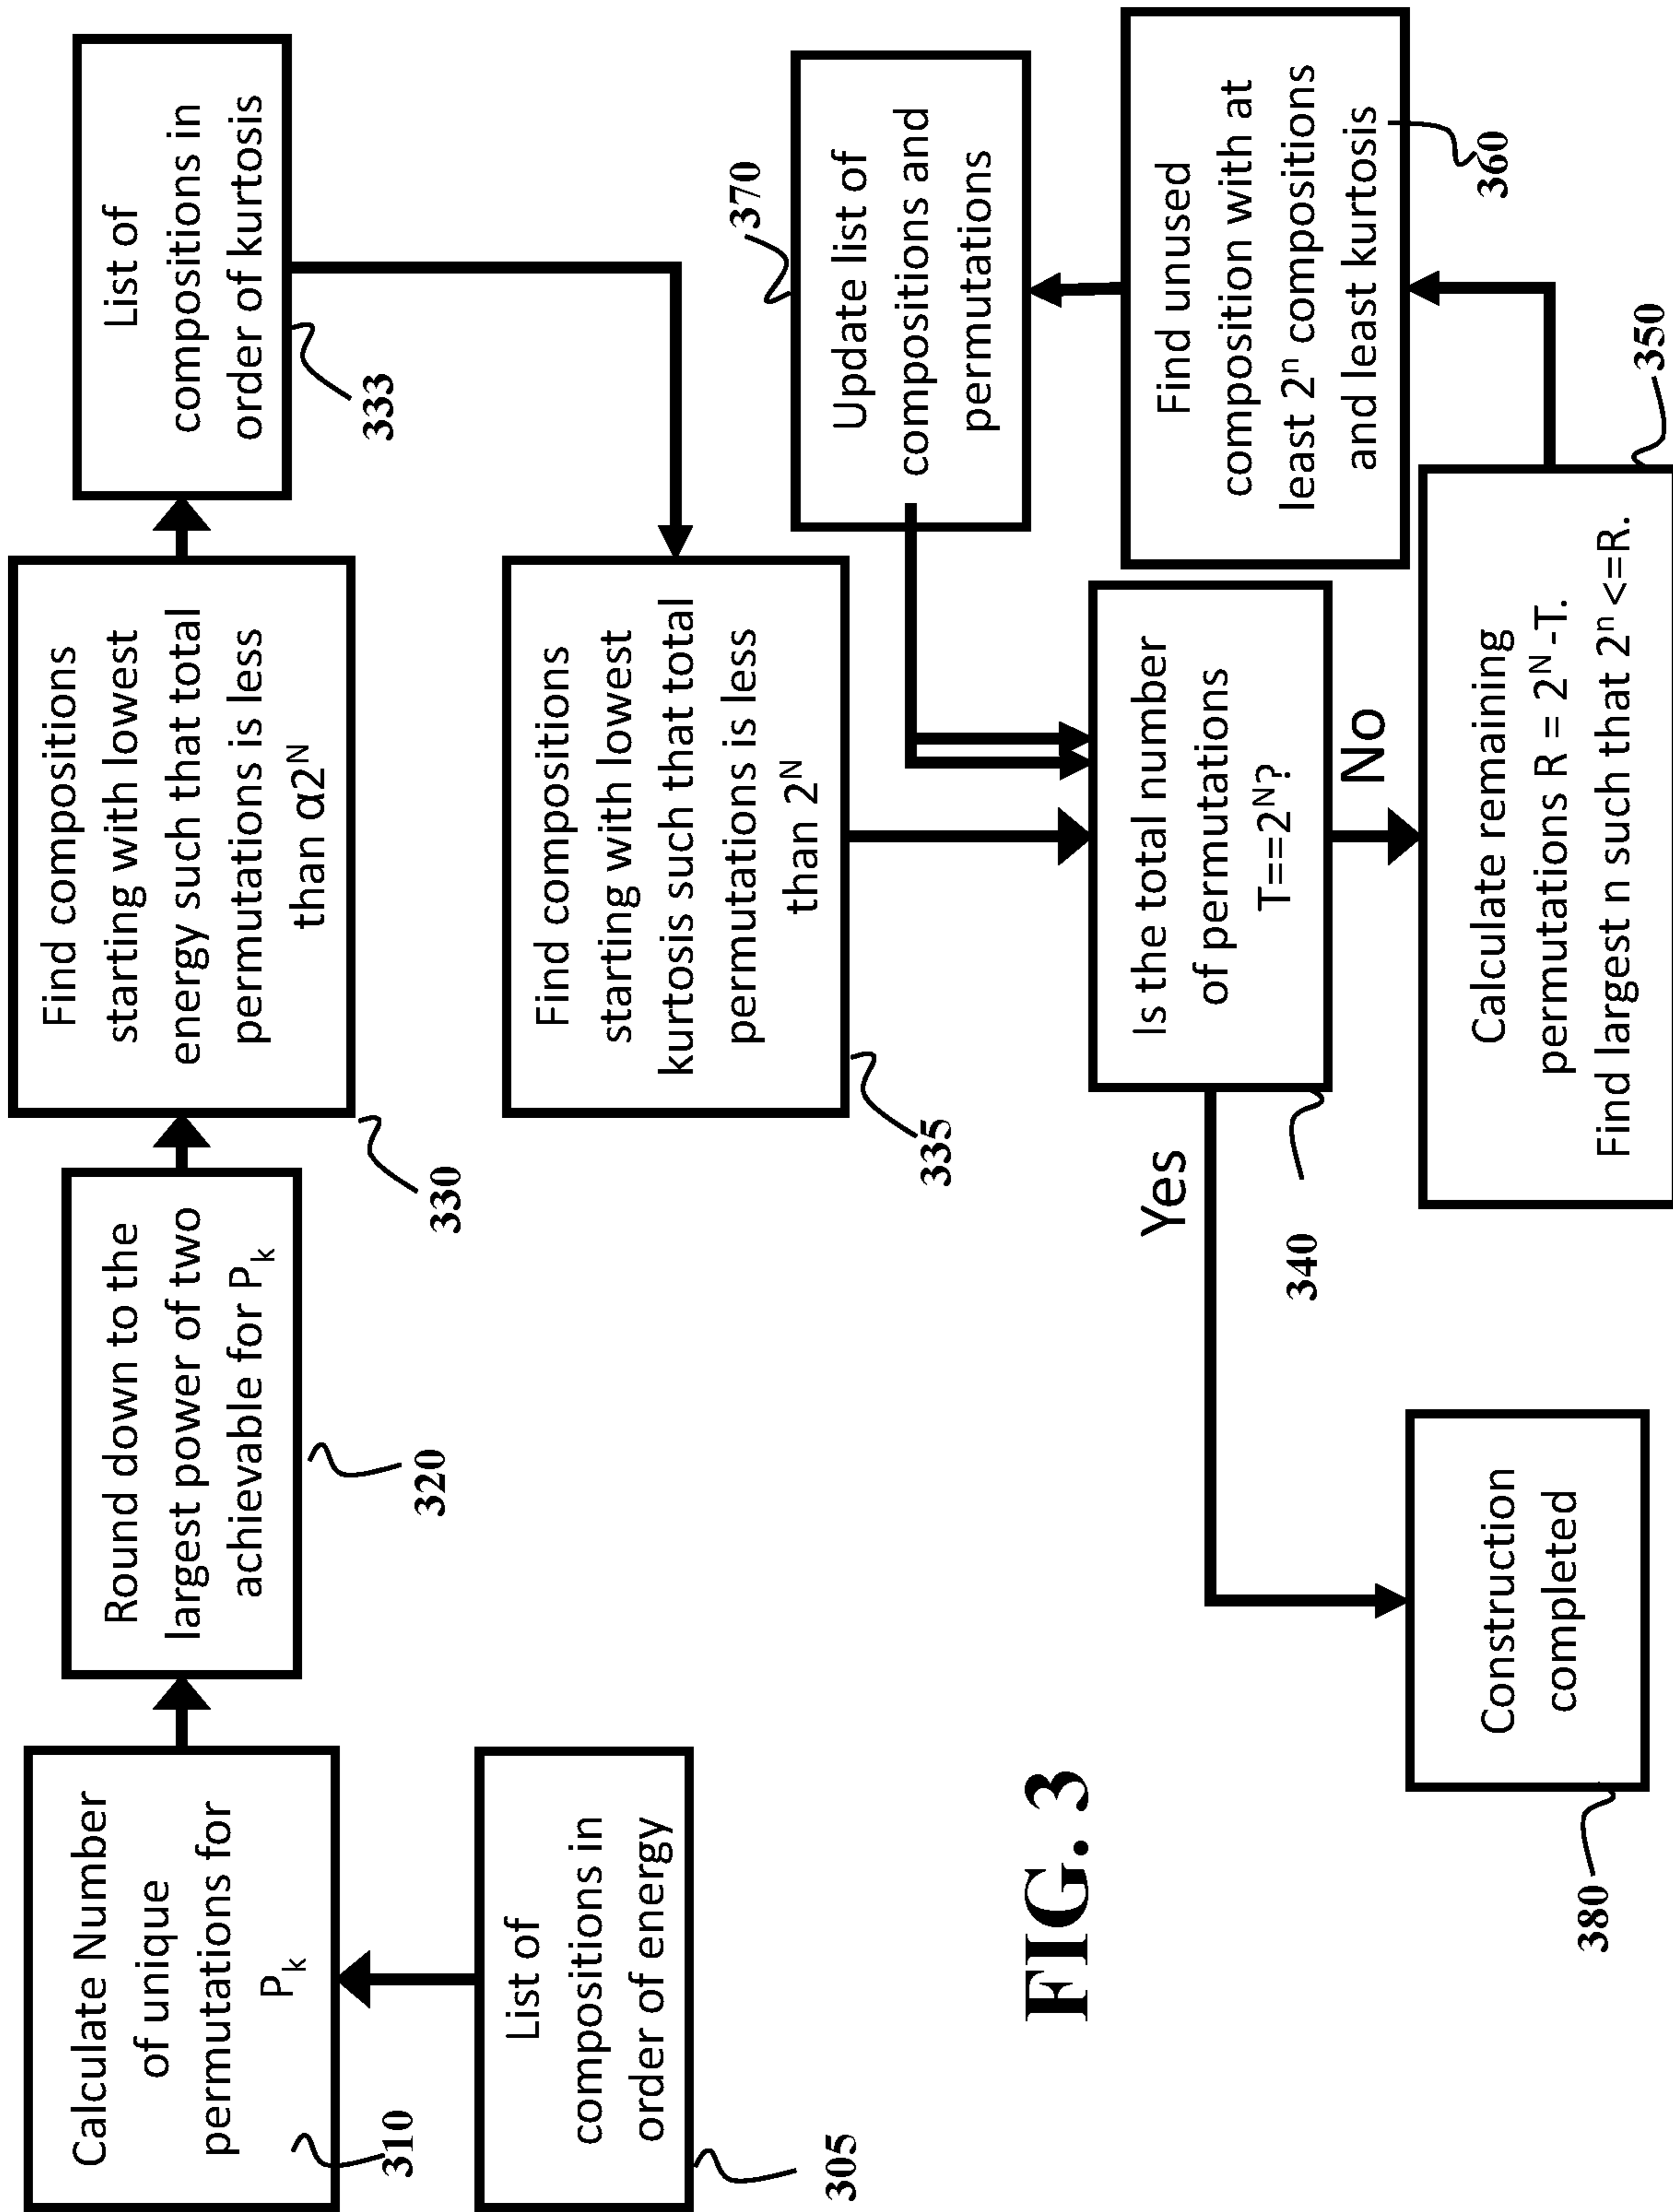 Calculate Number
of unique
permutations for
Pₖ
310
List of
compositions in
order of energy
305
Round down to the
largest power of two
achievable for Pₖ
320
Find compositions
starting with lowest
energy such that total
permutations is less
than α2ᴺ
330
List of
compositions in
order of kurtosis
333
Find compositions
starting with lowest
kurtosis such that total
permutations is less
than 2ᴺ
335
Is the total number
of permutations
T==2ᴺ?
340
Yes
No
Calculate remaining
permutations R = 2ᴺ-T.
Find largest n such that 2ⁿ <=R.
350
Find unused
composition with at
least 2ⁿ compositions
and least kurtosis
360
Update list of
compositions and
permutations
370
Construction
completed
380
FIG. 3